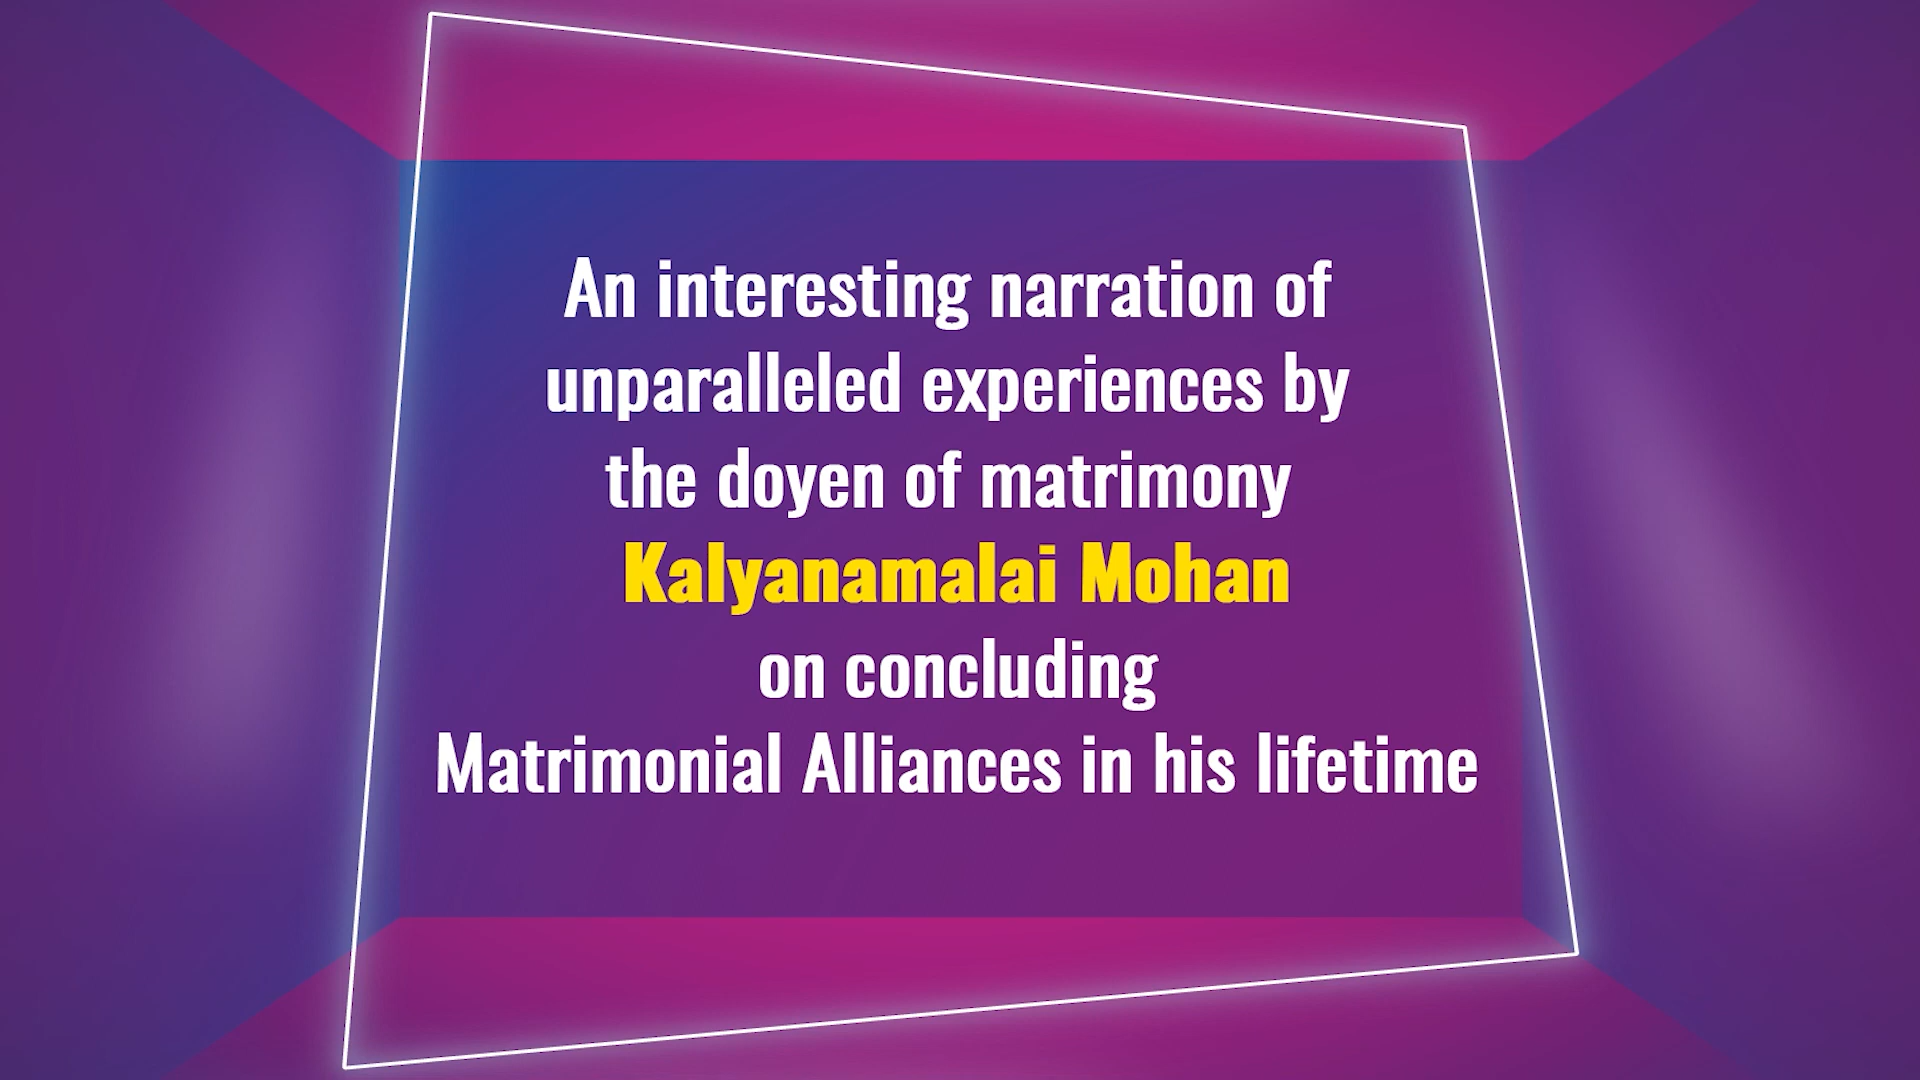 An interesting narration of
unparalleled experiences by
the doyen of matrimony
Kalyanamalai Mohan
on concluding
Matrimonial Alliances in his lifetime